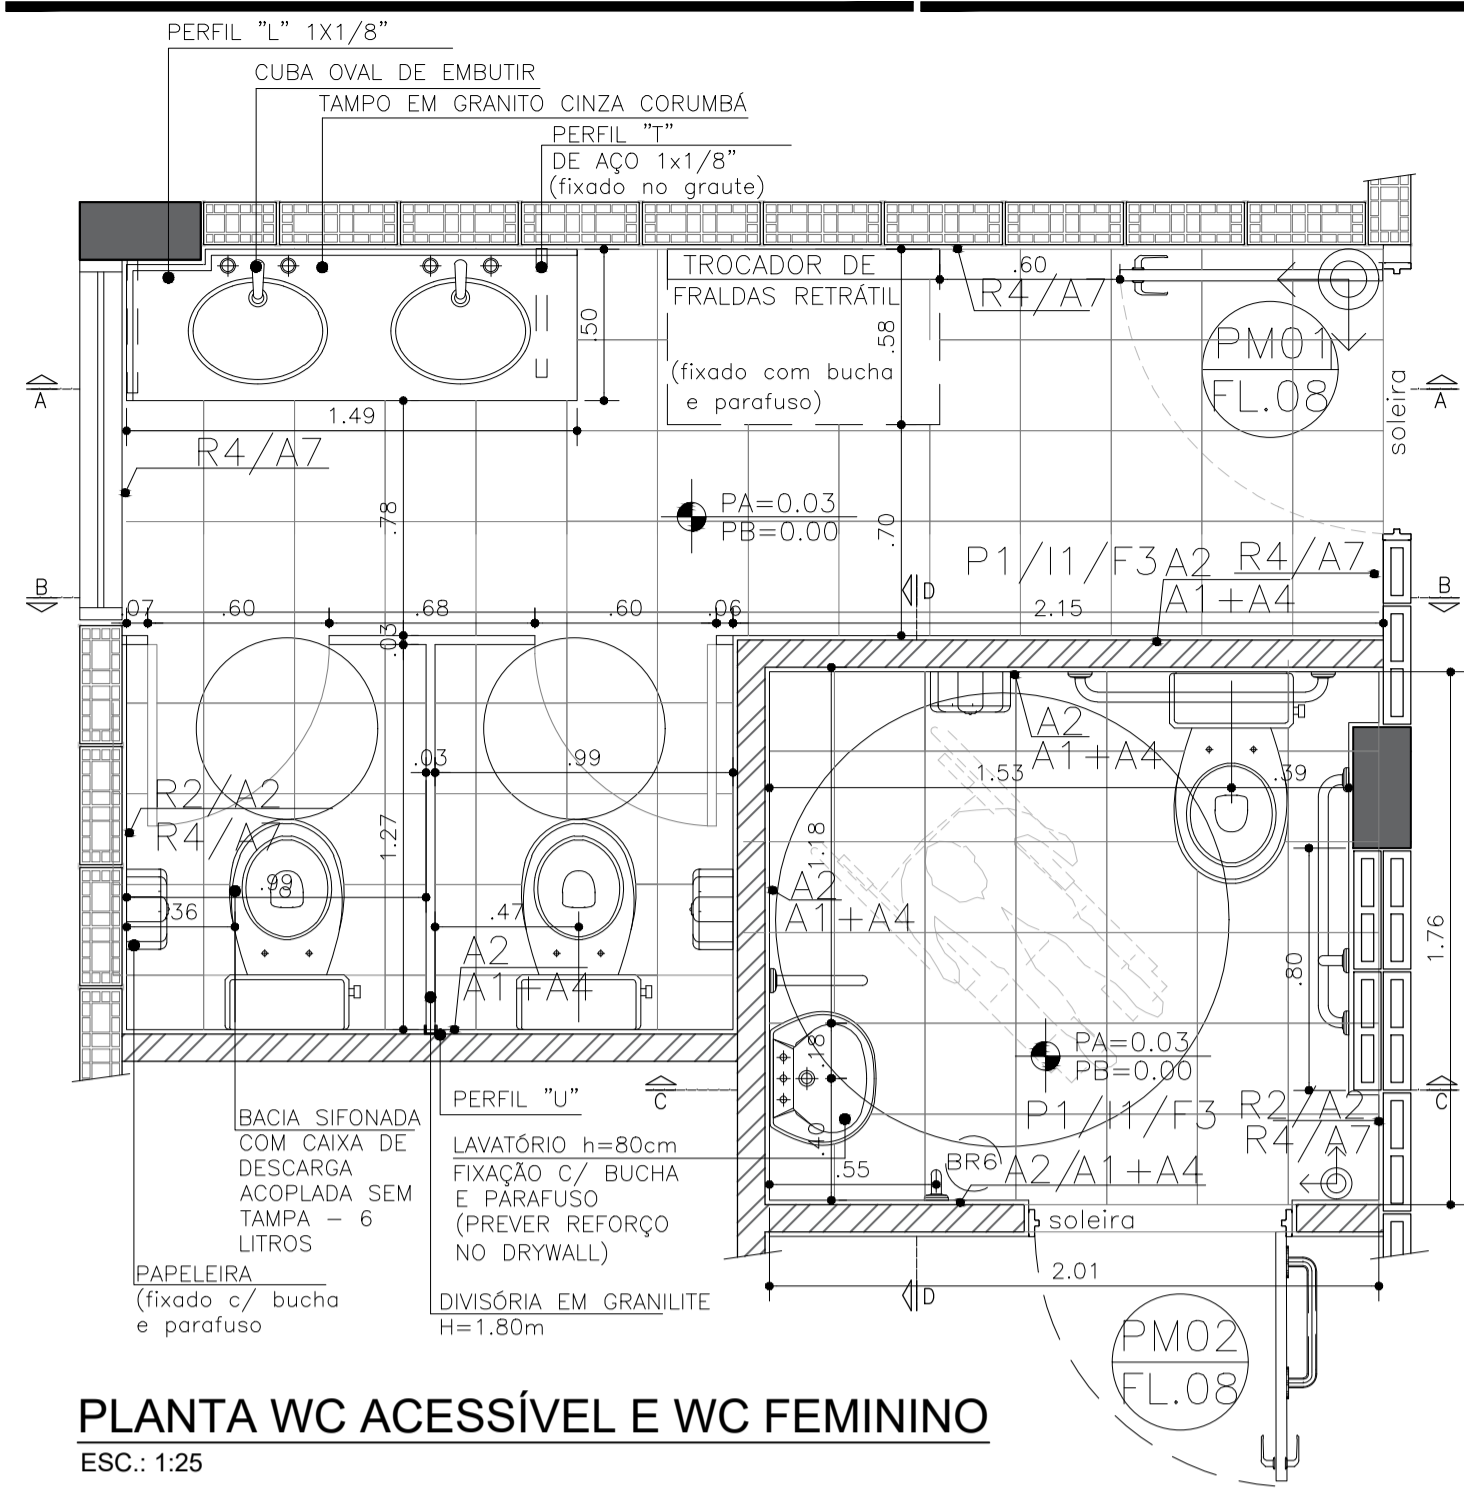 PERFIL "L" 1X1/8"
CUBA OVAL DE EMBUTIR
TAMPO EM GRANITO CINZA CORUMBÁ
PERFIL "T"
DE AÇO 1x1/8"
(fixado no graute)
TROCADOR DE
FRALDAS RETRÁTIL
(fixado com bucha
e parafuso)
.60
R4/A7
.50
.58
PM01
FL.08
soleira
A
A
1.49
R4/A7
.78
PA=0.03
PB=0.00
.70
P1/I1/F3
A2
A1+A4
R4/A7
D
B
B
.07
.60
.68
.60
.06
2.15
.03
A2
A1+A4
.03
.99
1.53
.39
R2/A2
R4/A7
1.27
1.18
A2
A1+A4
.99
.36
.47
A2
A1+A4
1.76
.80
.18
PA=0.03
PB=0.00
P1/I1/F3
R2/A2
R4/A7
C
C
.40
.55
BR6
A2/A1+A4
soleira
BACIA SIFONADA
COM CAIXA DE
DESCARGA
ACOPLADA SEM
TAMPA – 6
LITROS
PERFIL "U"
LAVATÓRIO h=80cm
FIXAÇÃO C/ BUCHA
E PARAFUSO
(PREVER REFORÇO
NO DRYWALL)
PAPELEIRA
(fixado c/ bucha
e parafuso
DIVISÓRIA EM GRANILITE
H=1.80m
2.01
D
PM02
FL.08
PLANTA WC ACESSÍVEL E WC FEMININO
ESC.: 1:25